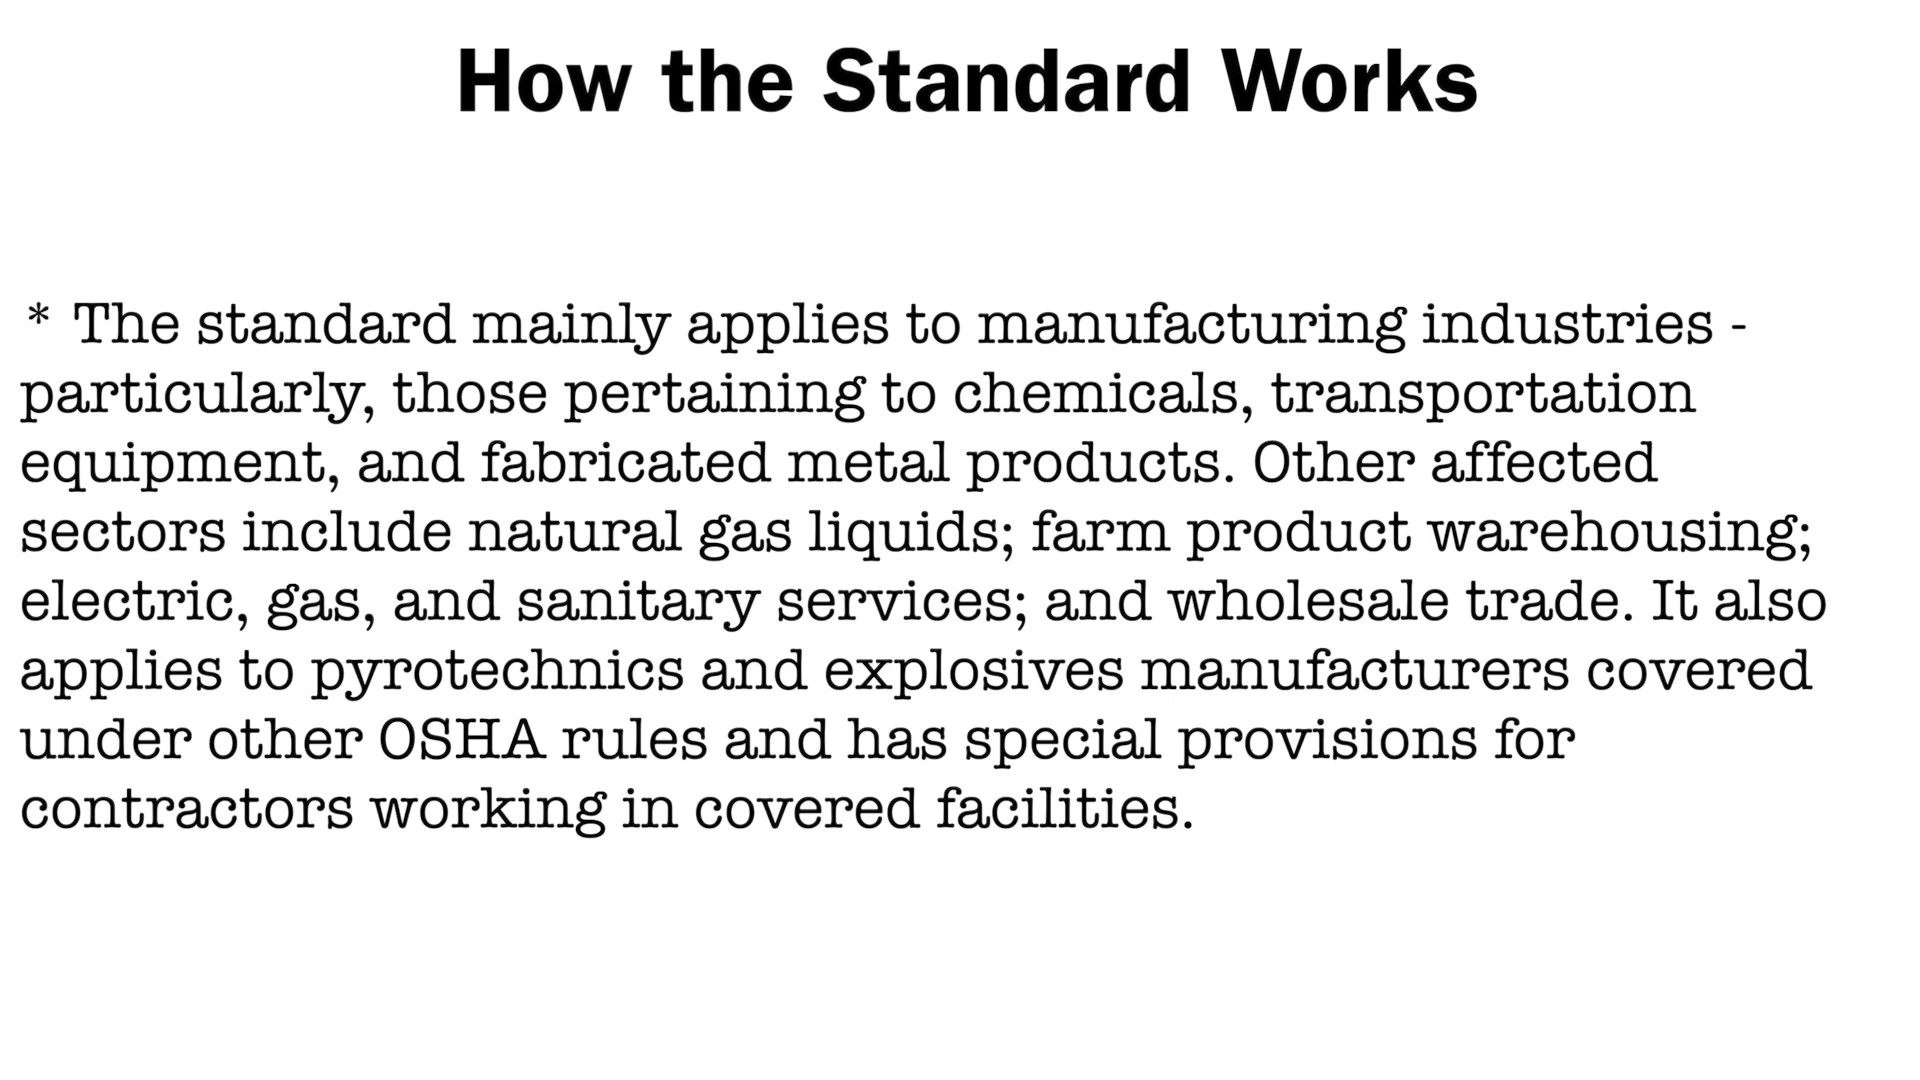 How the Standard Works
* The standard mainly applies to manufacturing industries -
particularly, those pertaining to chemicals, transportation
equipment, and fabricated metal products. Other affected
sectors include natural gas liquids; farm product warehousing;
electric, gas, and sanitary services; and wholesale trade. It also
applies to pyrotechnics and explosives manufacturers covered
under other OSHA rules and has special provisions for
contractors working in covered facilities.